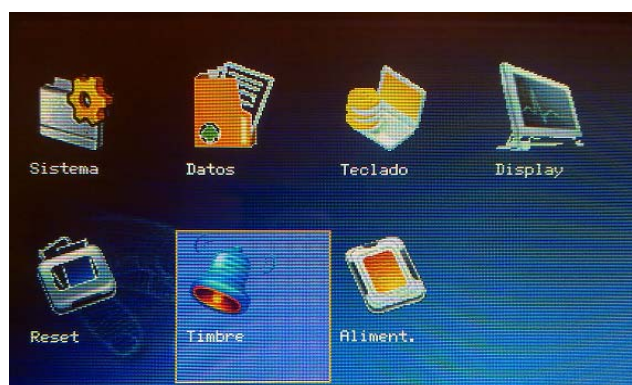 Sistema
Datos
Teclado
Display
Reset
Timbre
Aliment.